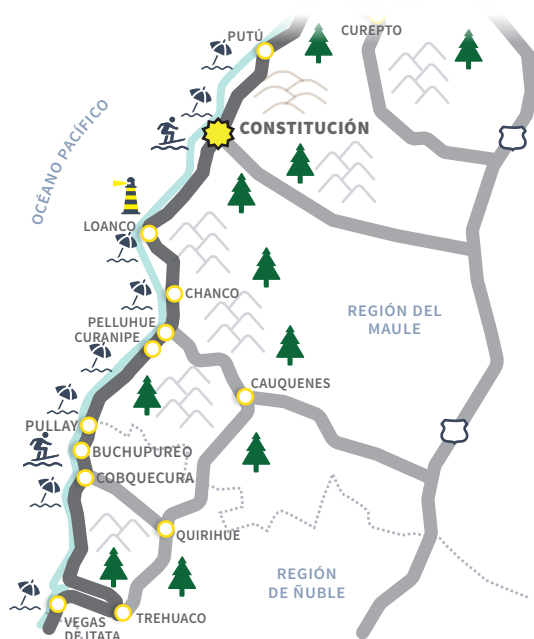 PUTÚ
CUREPTO
CONSTITUCIÓN
OCÉANO PACÍFICO
LOANCO
CHANCO
REGIÓN DEL
MAULE
PELLUHUE
CURANIPE
CAUQUENES
PULLAY
BUCHUPUREO
COBQUECURA
QUIRIHUE
REGIÓN
DE ÑUBLE
VEGAS
DE ITATA
TREHUACO